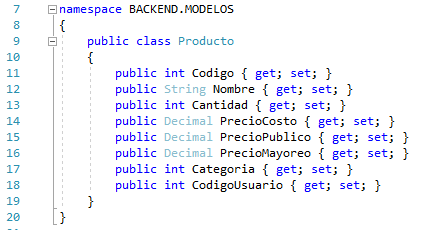 7 namespace BACKEND.MODELOS
8 {
9 public class Producto
10 {
11 public int Codigo { get; set; }
12 public String Nombre { get; set; }
13 public int Cantidad { get; set; }
14 public Decimal PrecioCosto { get; set; }
15 public Decimal PrecioPublico { get; set; }
16 public Decimal PrecioMayoreo { get; set; }
17 public int Categoria { get; set; }
18 public int CodigoUsuario { get; set; }
19 }
20 }